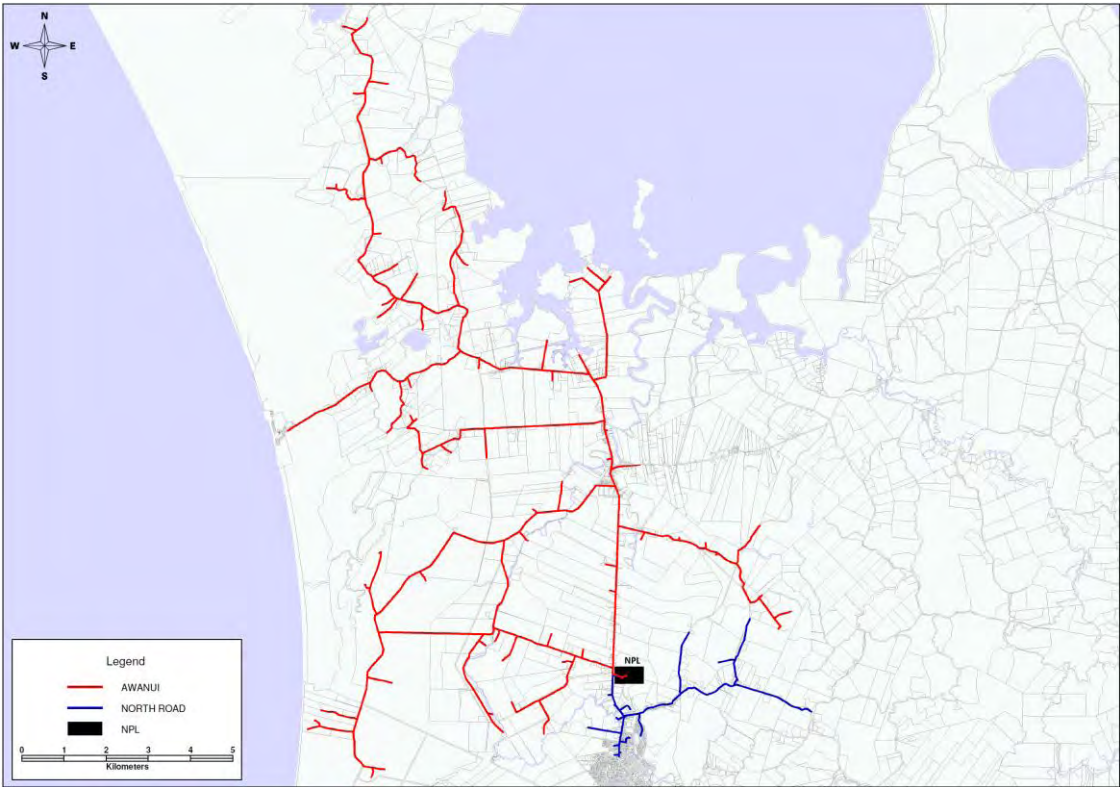 N
W E
S
NPL
Legend
AWANUI
NORTH ROAD
NPL
0 1 2 3 4 5
Kilometers